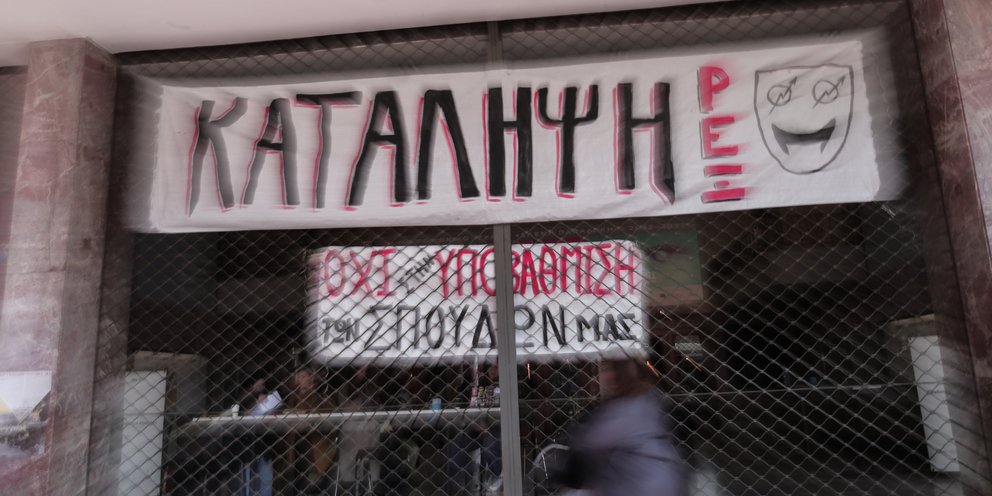 ΚΑΤΑΛΗΨΗ ΡΕΞ
ΟΧΙ ΣΤΗΝ ΥΠΟΒΑΘΜΙΣΗ
ΤΩΝ ΣΠΟΥΔΩΝ ΜΑΣ